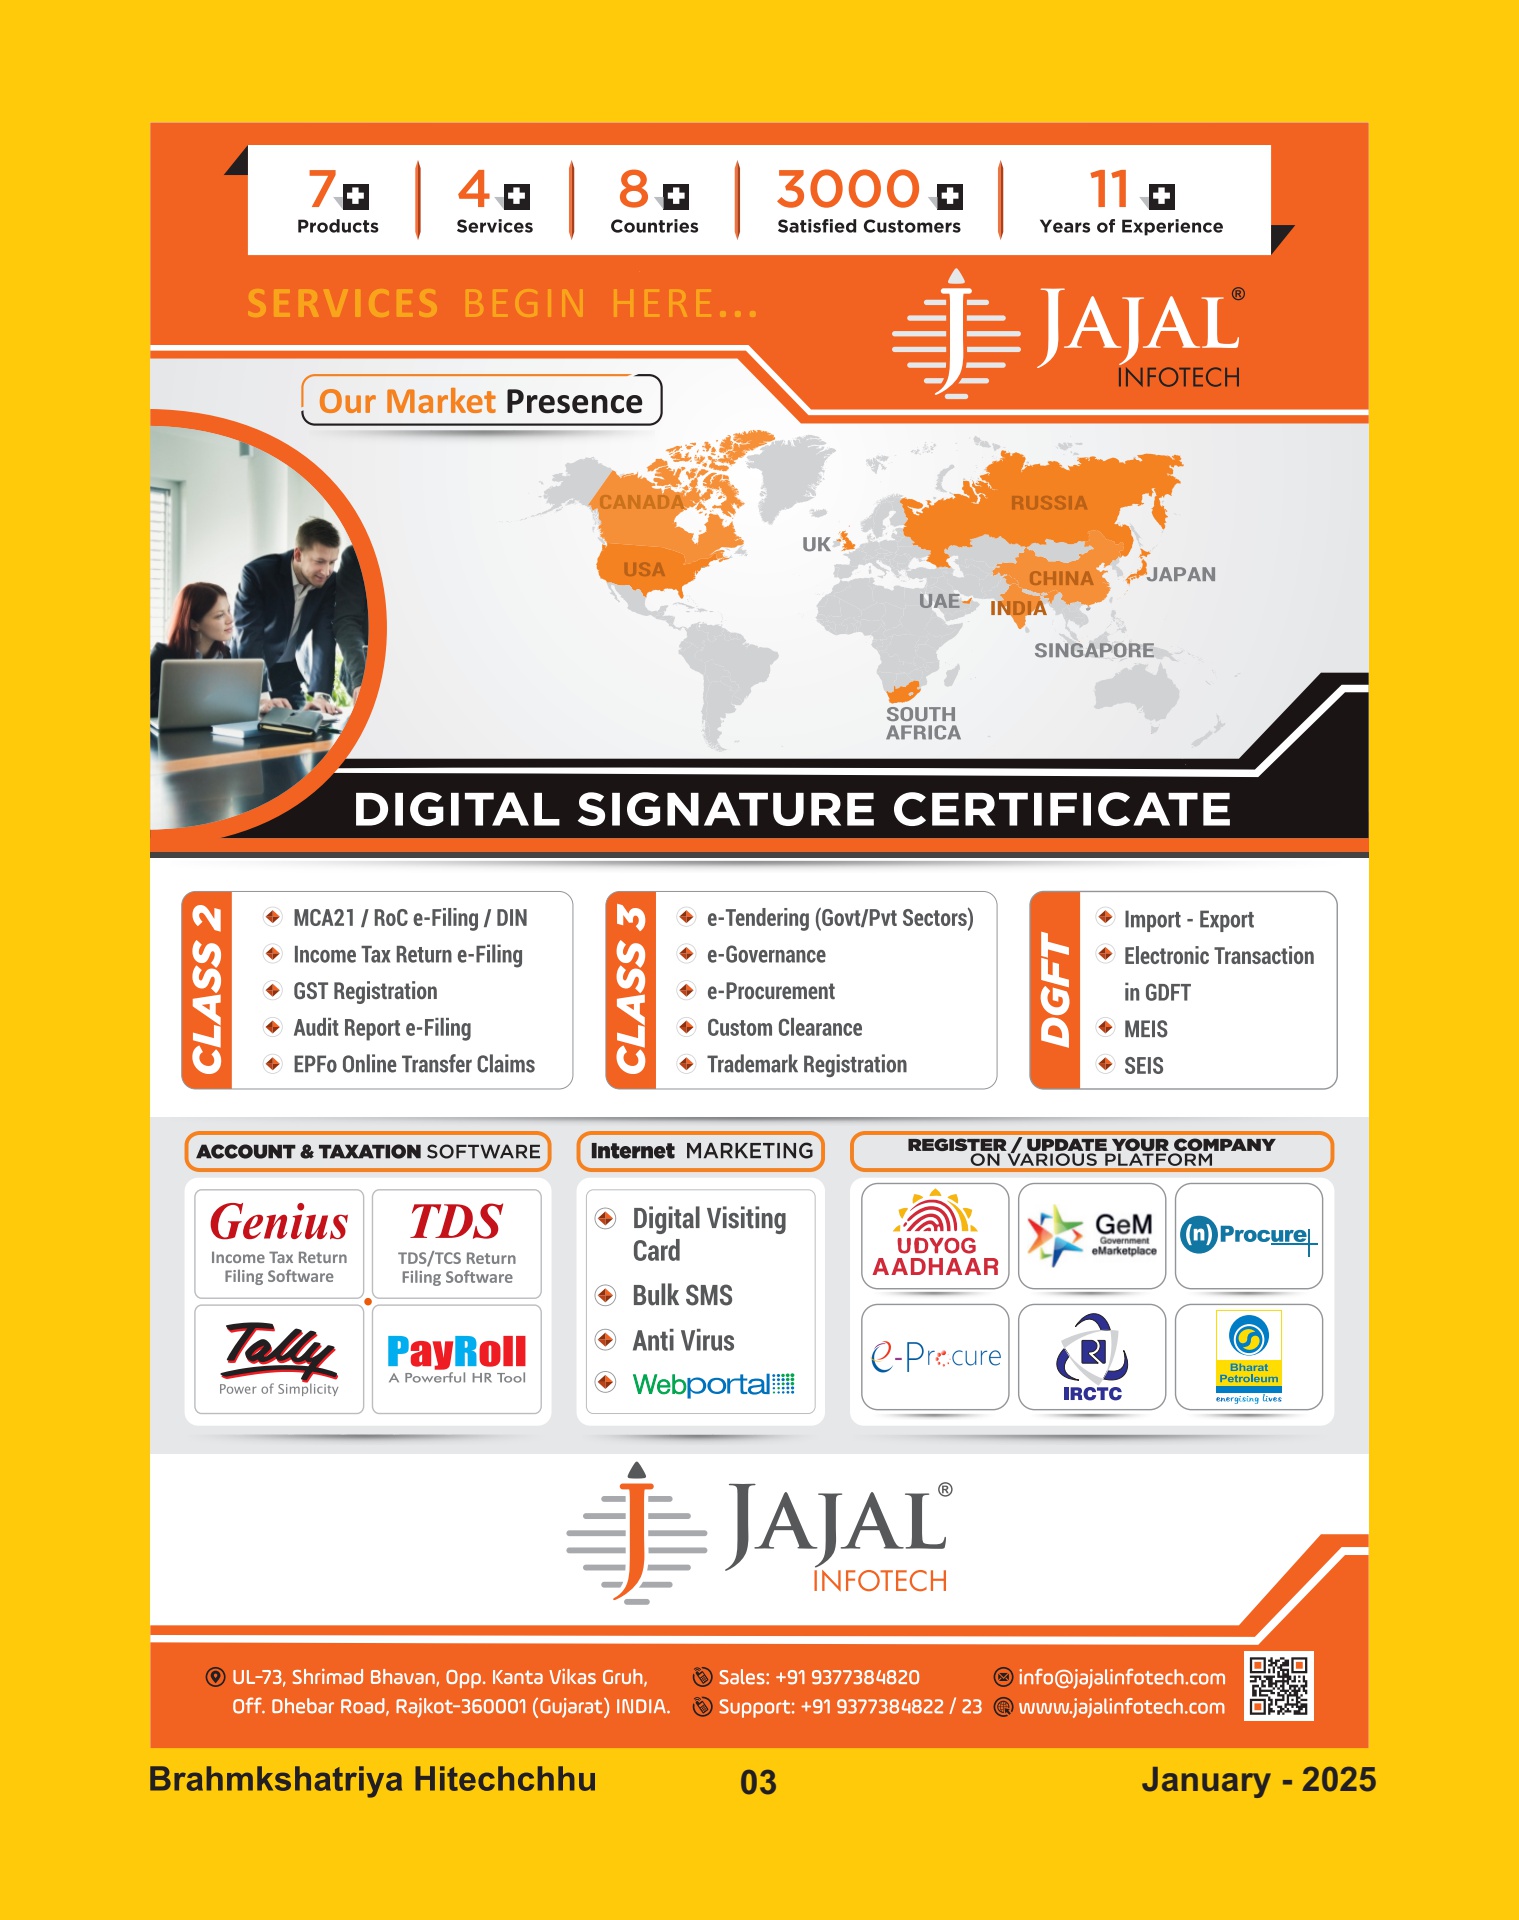 7+
Products
4+
Services
8+
Countries
3000+
Satisfied Customers
11+
Years of Experience
SERVICES BEGIN HERE...
JAJAL®
INFOTECH
Our Market Presence
CANADA
RUSSIA
UK
USA
CHINA
JAPAN
UAE
INDIA
SINGAPORE
SOUTH
AFRICA
DIGITAL SIGNATURE CERTIFICATE
CLASS 2
MCA21 / RoC e-Filing / DIN
Income Tax Return e-Filing
GST Registration
Audit Report e-Filing
EPFo Online Transfer Claims
CLASS 3
e-Tendering (Govt/Pvt Sectors)
e-Governance
e-Procurement
Custom Clearance
Trademark Registration
DGFT
Import - Export
Electronic Transaction
in GDFT
MEIS
SEIS
ACCOUNT & TAXATION SOFTWARE
Genius
Income Tax Return
Filing Software
TDS
TDS/TCS Return
Filing Software
Tally
Power of Simplicity
PayRoll
A Powerful HR Tool
Internet MARKETING
Digital Visiting
Card
Bulk SMS
Anti Virus
Webportal
REGISTER / UPDATE YOUR COMPANY
ON VARIOUS PLATFORM
UDYOG
AADHAAR
GeM
Government
eMarketplace
(n)Procure
e-Procure
IRCTC
Bharat
Petroleum
energising lives
JAJAL®
INFOTECH
UL-73, Shrimad Bhavan, Opp. Kanta Vikas Gruh,
Off. Dhebar Road, Rajkot-360001 (Gujarat) INDIA.
Sales: +91 9377384820
Support: +91 9377384822 / 23
info@jajalinfotech.com
www.jajalinfotech.com
Brahmkshatriya Hitechchhu
03
January - 2025